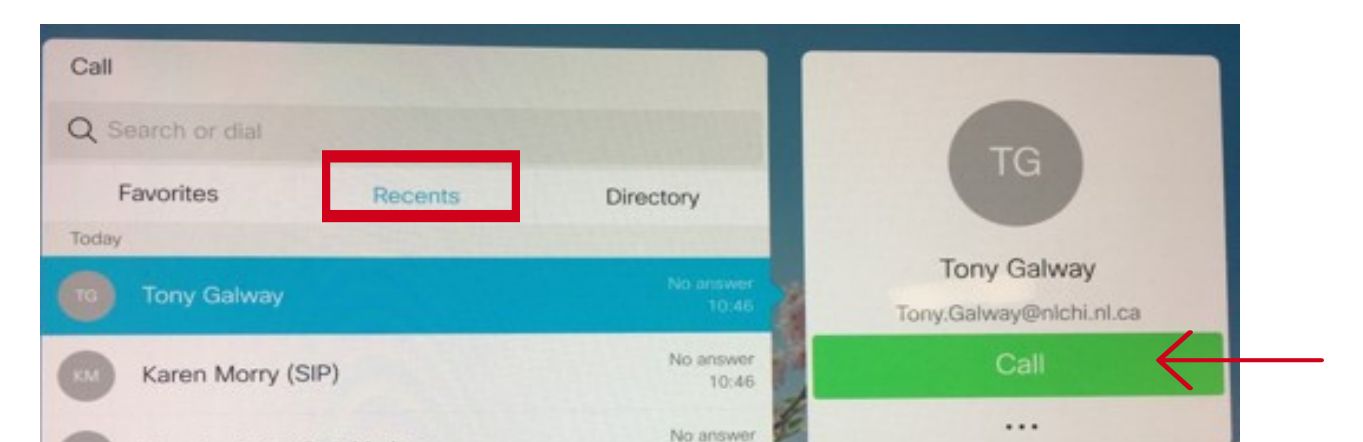 Call
Search or dial
Favorites Recents Directory
Today
TG Tony Galway No answer
10:46
KM Karen Morry (SIP) No answer
10:46
No answer
TG
Tony Galway
Tony.Galway@nlchi.nl.ca
Call
...